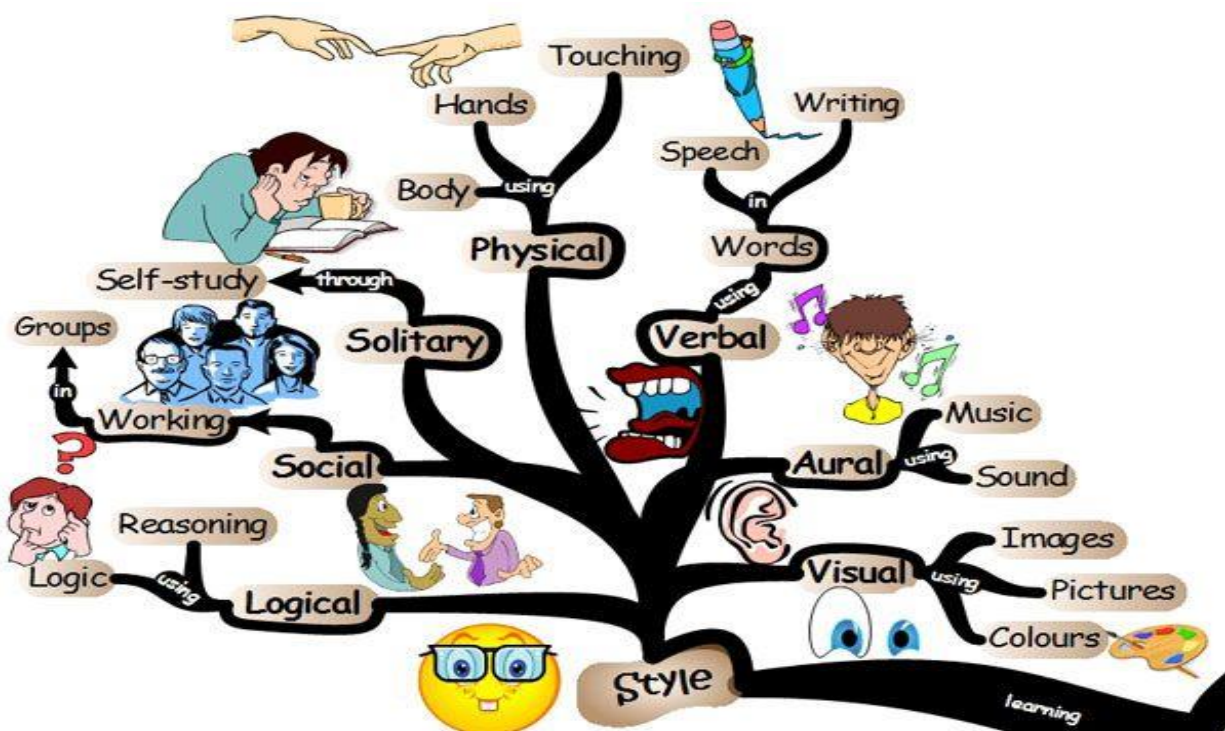 Touching
Hands
Writing
Speech
Body
using
in
Physical
Words
Self-study
through
using
Groups
Solitary
Verbal
in
Working
Music
Social
Aural
using
Sound
?
Reasoning
Images
Logic
using
Logical
Visual
using
Pictures
Colours
Style
learning